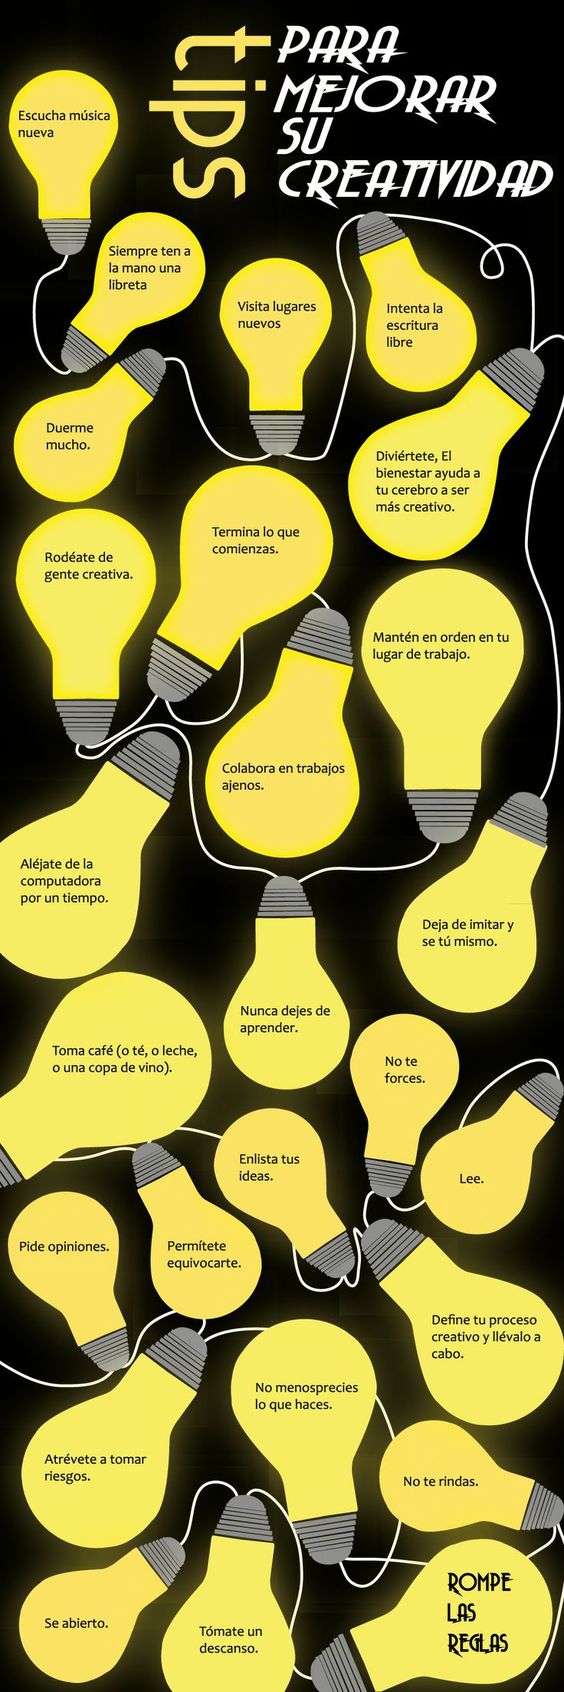 tips
PARA
MEJORAR
SU
CREATIVIDAD
Escucha música
nueva
Siempre ten a
la mano una
libreta
Visita lugares
nuevos
Intenta la
escritura
libre
Duerme
mucho.
Diviértete, El
bienestar ayuda a
tu cerebro a ser
más creativo.
Termina lo que
comienzas.
Rodéate de
gente creativa.
Mantén en orden en tu
lugar de trabajo.
Colabora en trabajos
ajenos.
Aléjate de la
computadora
por un tiempo.
Deja de imitar y
se tú mismo.
Nunca dejes de
aprender.
Toma café (o té, o leche,
o una copa de vino).
No te
forces.
Enlista tus
ideas.
Lee.
Pide opiniones.
Permítete
equivocarte.
Define tu proceso
creativo y llévalo a
cabo.
No menosprecies
lo que haces.
Atrévete a tomar
riesgos.
No te rindas.
Se abierto.
Tómate un
descanso.
ROMPE
LAS
REGLAS